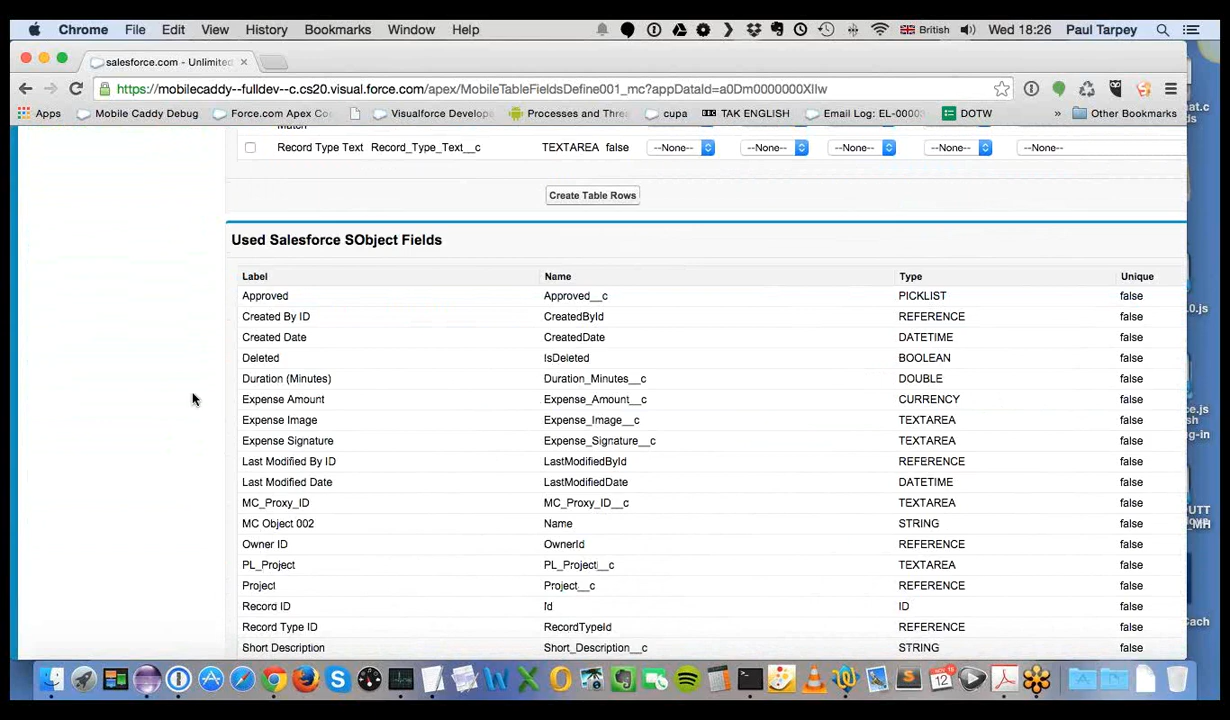 Chrome File Edit View History Bookmarks Window Help British Wed 18:26 Paul Tarpey
salesforce.com - Unlimited
https://mobilecaddy--fulldev--c.cs20.visual.force.com/apex/MobileTableFieldsDefine001_mc?appDataId=a0Dm0000000XIIw
Apps Mobile Caddy Debug Force.com Apex Co Visualforce Develop Processes and Thre cupa TAK ENGLISH Email Log: EL-0000 DOTW » Other Bookmarks
Match
Record Type Text Record_Type_Text__c TEXTAREA false --None-- --None-- --None-- --None-- --None--
Create Table Rows
Used Salesforce SObject Fields
Label Name Type Unique
Approved Approved__c PICKLIST false
Created By ID CreatedById REFERENCE false
Created Date CreatedDate DATETIME false
Deleted IsDeleted BOOLEAN false
Duration (Minutes) Duration_Minutes__c DOUBLE false
Expense Amount Expense_Amount__c CURRENCY false
Expense Image Expense_Image__c TEXTAREA false
Expense Signature Expense_Signature__c TEXTAREA false
Last Modified By ID LastModifiedById REFERENCE false
Last Modified Date LastModifiedDate DATETIME false
MC_Proxy_ID MC_Proxy_ID__c TEXTAREA false
MC Object 002 Name STRING false
Owner ID OwnerId REFERENCE false
PL_Project PL_Project__c TEXTAREA false
Project Project__c REFERENCE false
Record ID Id ID false
Record Type ID RecordTypeId REFERENCE false
Short Description Short_Description__c STRING false